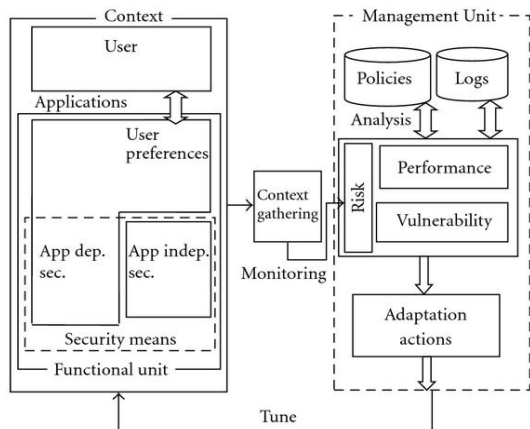 Context
User
Applications
User
preferences
App dep.
sec.
App indep.
sec.
Security means
Functional unit
Context
gathering
Monitoring
Management Unit
Policies
Logs
Analysis
Risk
Performance
Vulnerability
Adaptation
actions
Tune